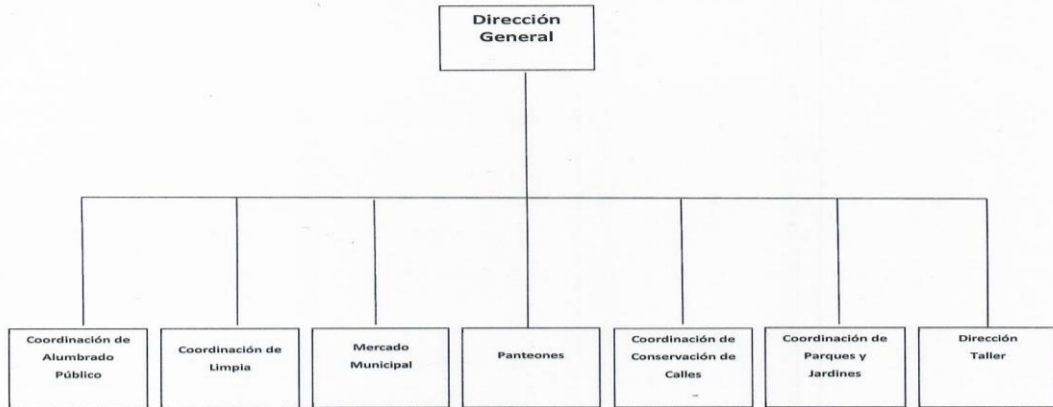 Dirección
General
Coordinación de
Alumbrado
Público
Coordinación de
Limpia
Mercado
Municipal
Panteones
Coordinación de
Conservación de
Calles
Coordinación de
Parques y
Jardines
Dirección
Taller